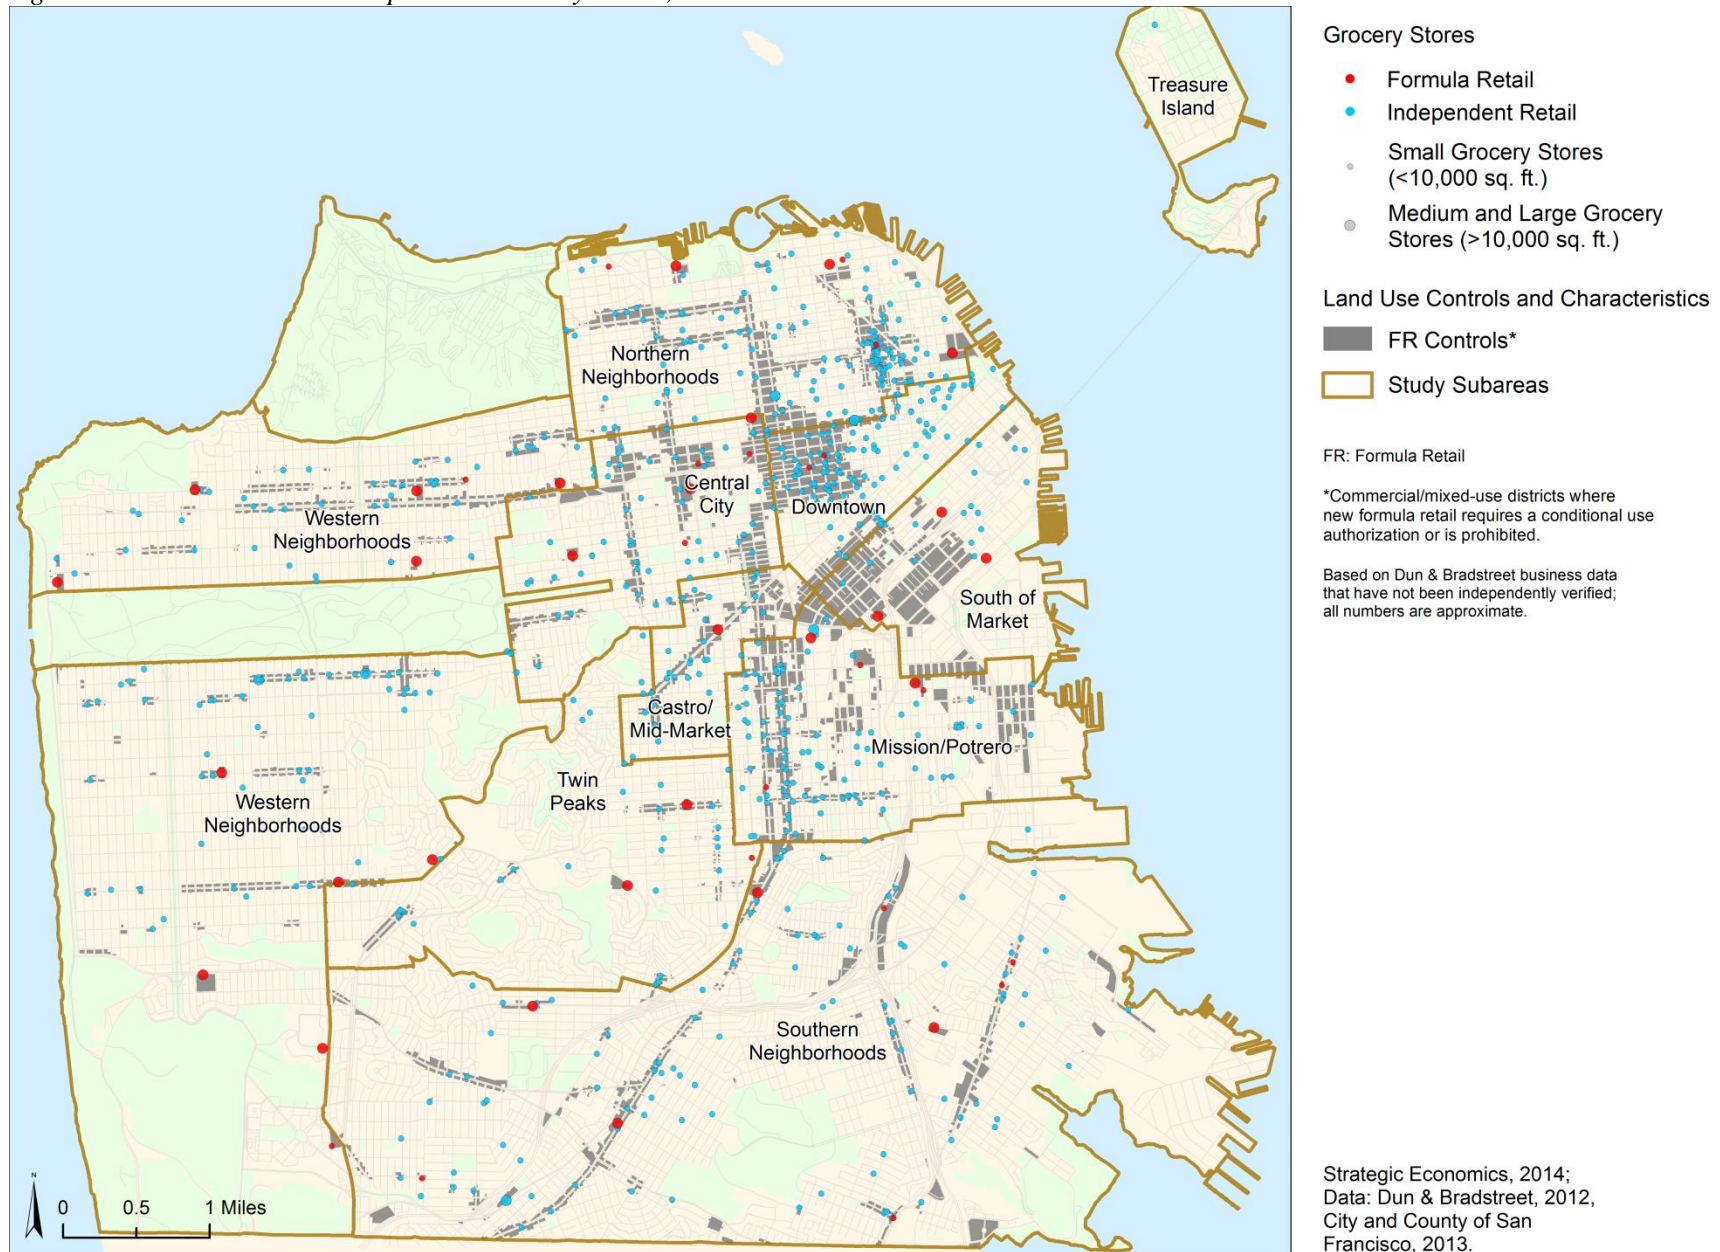 Treasure
Island
Northern
Neighborhoods
Central
City
Downtown
Western
Neighborhoods
South of
Market
Castro/
Mid-Market
Mission/Potrero
Twin
Peaks
Western
Neighborhoods
Southern
Neighborhoods
N
0 0.5 1 Miles
Grocery Stores
Formula Retail
Independent Retail
Small Grocery Stores
(<10,000 sq. ft.)
Medium and Large Grocery
Stores (>10,000 sq. ft.)
Land Use Controls and Characteristics
FR Controls*
Study Subareas
FR: Formula Retail
*Commercial/mixed-use districts where
new formula retail requires a conditional use
authorization or is prohibited.
Based on Dun & Bradstreet business data
that have not been independently verified;
all numbers are approximate.
Strategic Economics, 2014;
Data: Dun & Bradstreet, 2012,
City and County of San
Francisco, 2013.